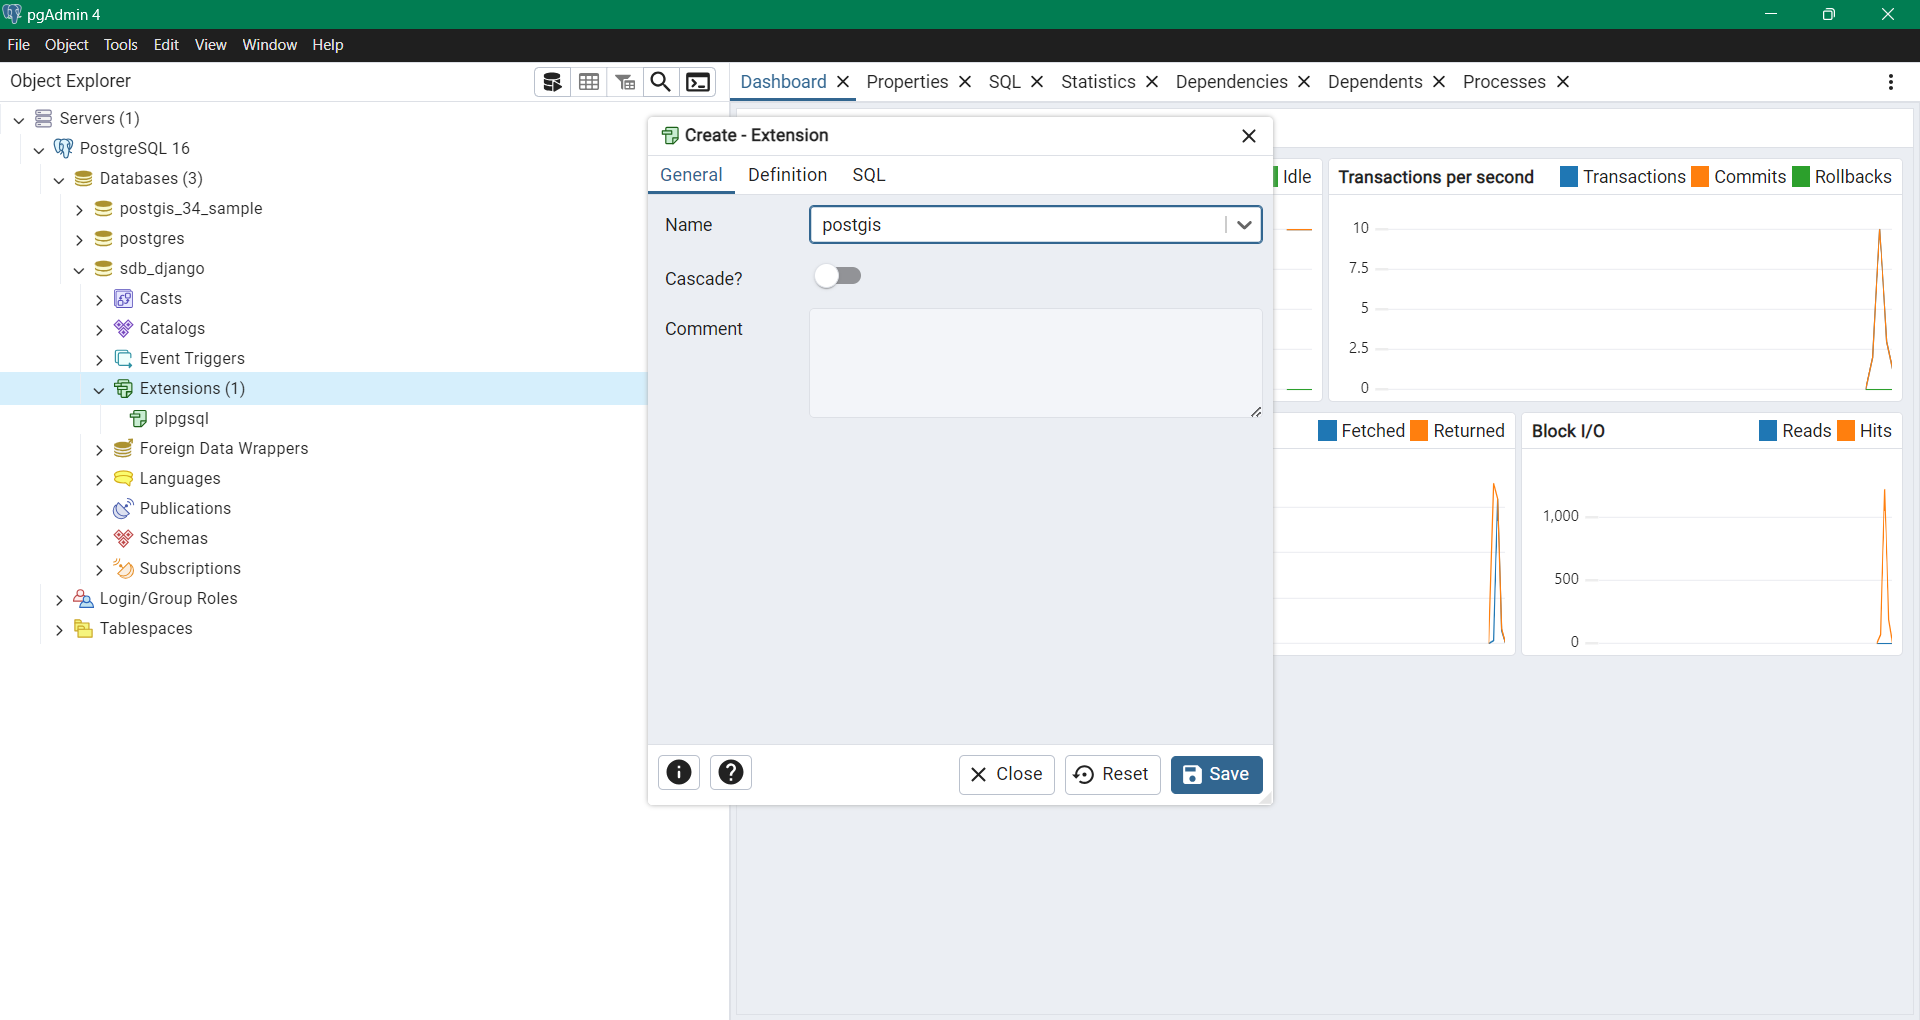 pgAdmin 4
File Object Tools Edit View Window Help
Object Explorer
Dashboard Properties SQL Statistics Dependencies Dependents Processes
Servers (1)
PostgreSQL 16
Databases (3)
postgis_34_sample
postgres
sdb_django
Casts
Catalogs
Event Triggers
Extensions (1)
plpgsql
Foreign Data Wrappers
Languages
Publications
Schemas
Subscriptions
Login/Group Roles
Tablespaces
Create - Extension
General Definition SQL
Name postgis
Cascade?
Comment
Close Reset Save
Idle
Transactions per second Transactions Commits Rollbacks
10
7.5
5
2.5
0
Fetched Returned
Block I/O Reads Hits
1,000
500
0